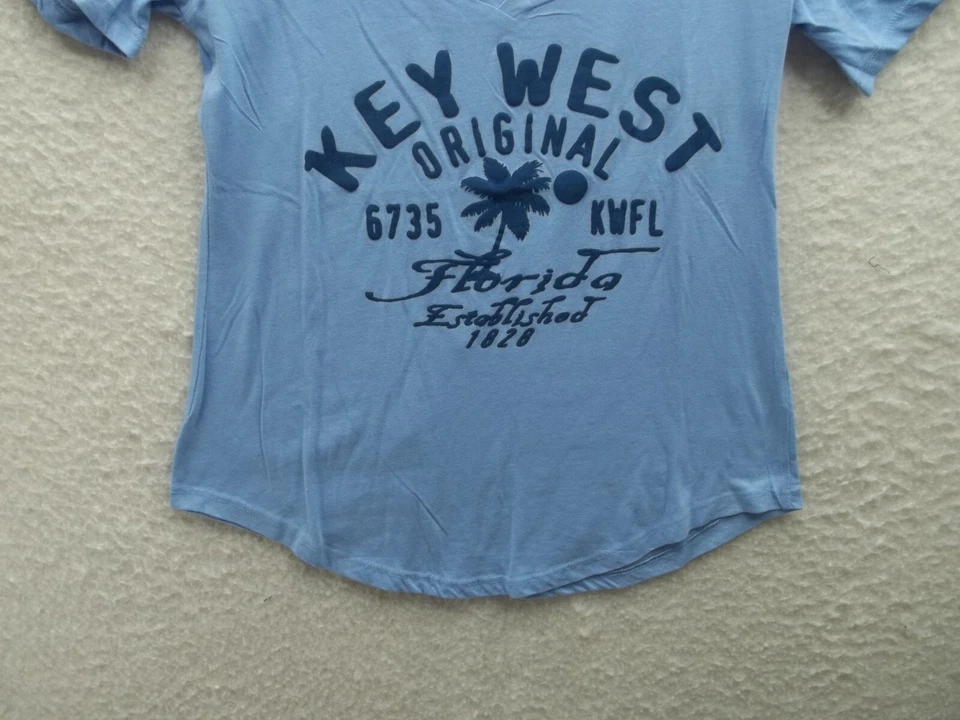 KEY WEST
ORIGINAL
6735 KWFL
Florida
Established
1828